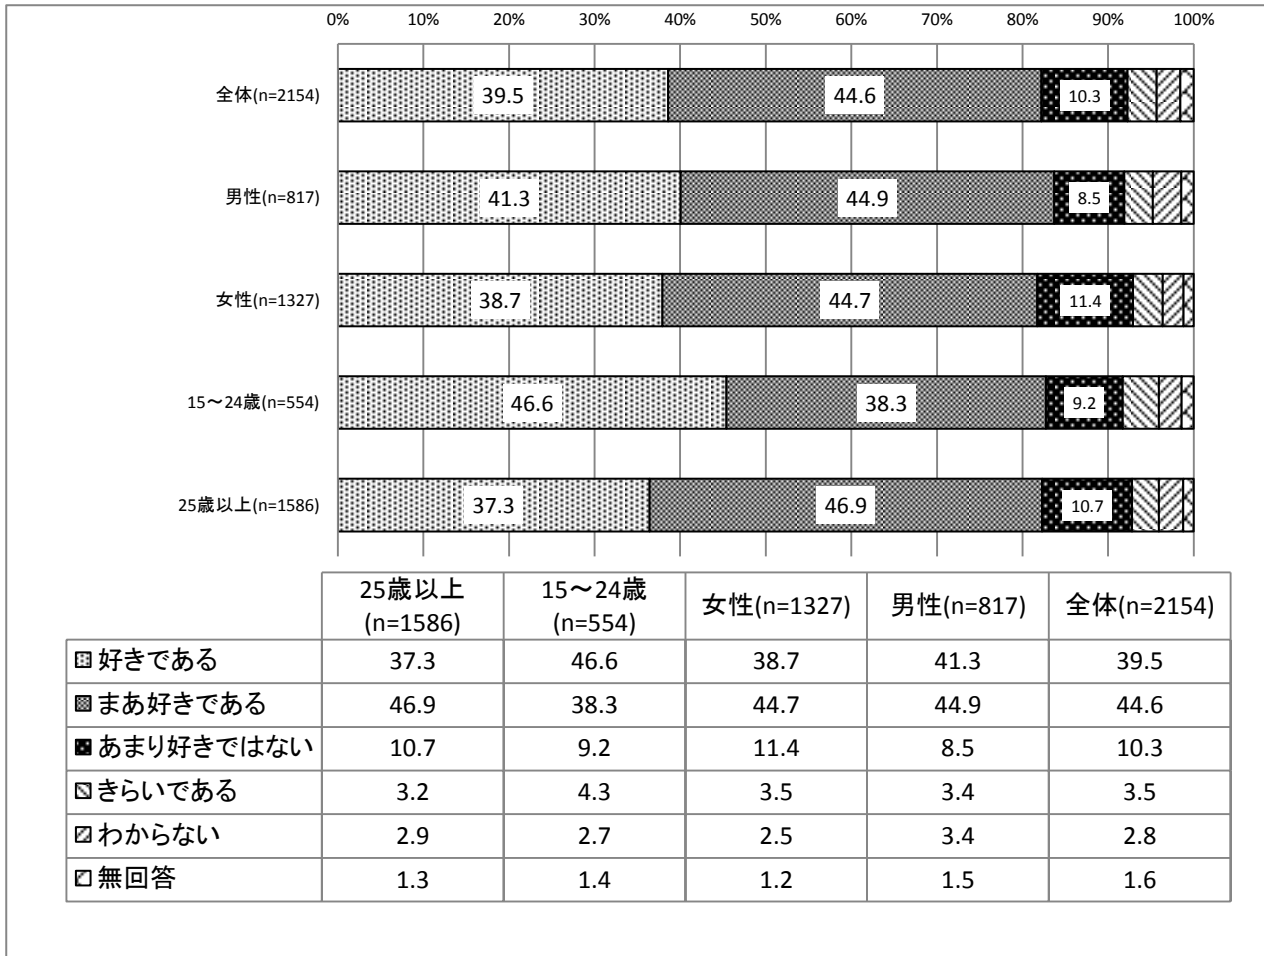 0% 10% 20% 30% 40% 50% 60% 70% 80% 90% 100%
全体(n=2154) 39.5 44.6 10.3
男性(n=817) 41.3 44.9 8.5
女性(n=1327) 38.7 44.7 11.4
15～24歳(n=554) 46.6 38.3 9.2
25歳以上(n=1586) 37.3 46.9 10.7
25歳以上 15～24歳 女性(n=1327) 男性(n=817) 全体(n=2154)
(n=1586) (n=554)
好きである 37.3 46.6 38.7 41.3 39.5
まあ好きである 46.9 38.3 44.7 44.9 44.6
あまり好きではない 10.7 9.2 11.4 8.5 10.3
きらいである 3.2 4.3 3.5 3.4 3.5
わからない 2.9 2.7 2.5 3.4 2.8
無回答 1.3 1.4 1.2 1.5 1.6